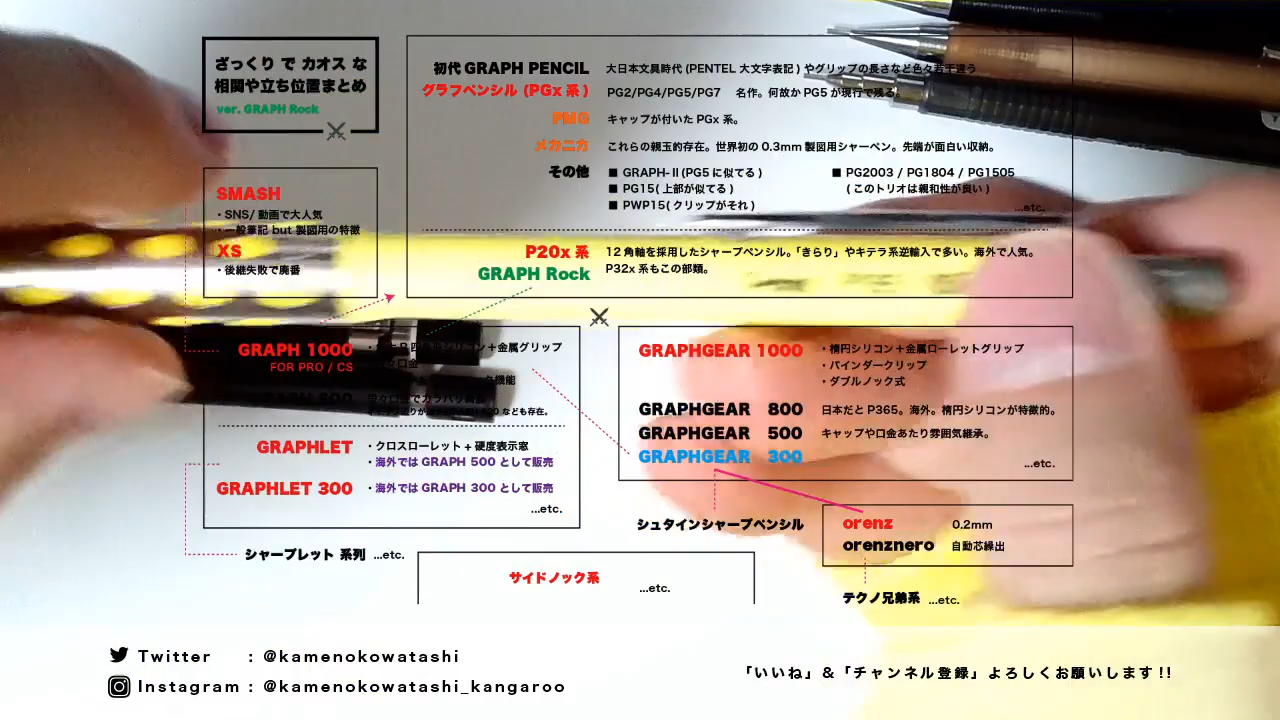 ざっくり で カオス な
相関や立ち位置まとめ
ver. GRAPH Rock
SMASH
・SNS/ 動画で大人気
・一般筆記 but 製図用の特徴
XS
・後継失敗で廃番
初代 GRAPH PENCIL 大日本文具時代 (PENTEL 大文字表記 ) やグリップの長さなど色々若干違う
グラフペンシル (PGx 系 ) PG2/PG4/PG5/PG7 名作。何故か PG5 が現行で残る。
PMG キャップが付いた PGx 系。
メカニカ これらの親玉的存在。世界初の 0.3mm 製図用シャーペン。先端が面白い収納。
その他 ■ GRAPH-Ⅱ(PG5 に似てる ) ■ PG2003 / PG1804 / PG1505
■ PG15( 上部が似てる ) ( このトリオは親和性が良い )
■ PWP15( クリップがそれ ) ...etc.
P20x 系 12 角軸を採用したシャープペンシル。「きらり」やキテラ系逆輸入で多い。海外で人気。
GRAPH Rock P32x 系もこの部類。
GRAPH 1000 シリコン＋金属グリップ
FOR PRO / CS
GRAPHLET ・クロスローレット＋硬度表示窓
・海外では GRAPH 500 として販売
GRAPHLET 300 ・海外では GRAPH 300 として販売
...etc.
シャープレット 系列 ...etc.
GRAPHGEAR 1000 ・楕円シリコン＋金属ローレットグリップ
・バインダークリップ
・ダブルノック式
GRAPHGEAR 800 日本だと P365。海外。楕円シリコンが特徴的。
GRAPHGEAR 500 キャップや口金あたり雰囲気継承。
GRAPHGEAR 300
...etc.
シュタインシャープペンシル
orenz 0.2mm
orenznero 自動芯繰出
テクノ兄弟系 ...etc.
サイドノック系
...etc.
Twitter : @kamenokowatashi
Instagram : @kamenokowatashi_kangaroo
「いいね」&「チャンネル登録」よろしくお願いします !!